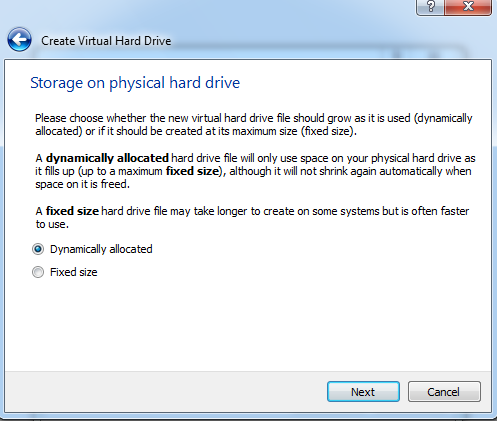 ?
Create Virtual Hard Drive
Storage on physical hard drive
Please choose whether the new virtual hard drive file should grow as it is used (dynamically
allocated) or if it should be created at its maximum size (fixed size).
A dynamically allocated hard drive file will only use space on your physical hard drive as
it fills up (up to a maximum fixed size), although it will not shrink again automatically when
space on it is freed.
A fixed size hard drive file may take longer to create on some systems but is often faster
to use.
Dynamically allocated
Fixed size
Next Cancel